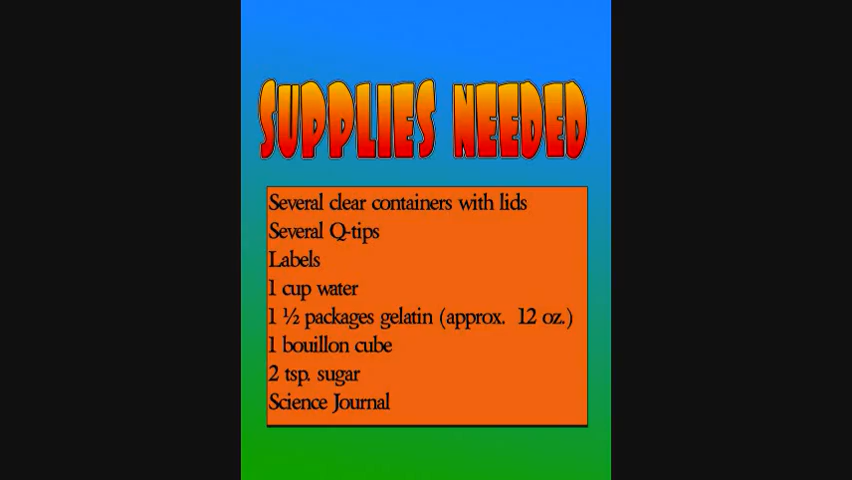 SUPPLIES NEEDED
Several clear containers with lids
Several Q-tips
Labels
1 cup water
1 ½ packages gelatin (approx. 12 oz.)
1 bouillon cube
2 tsp. sugar
Science Journal